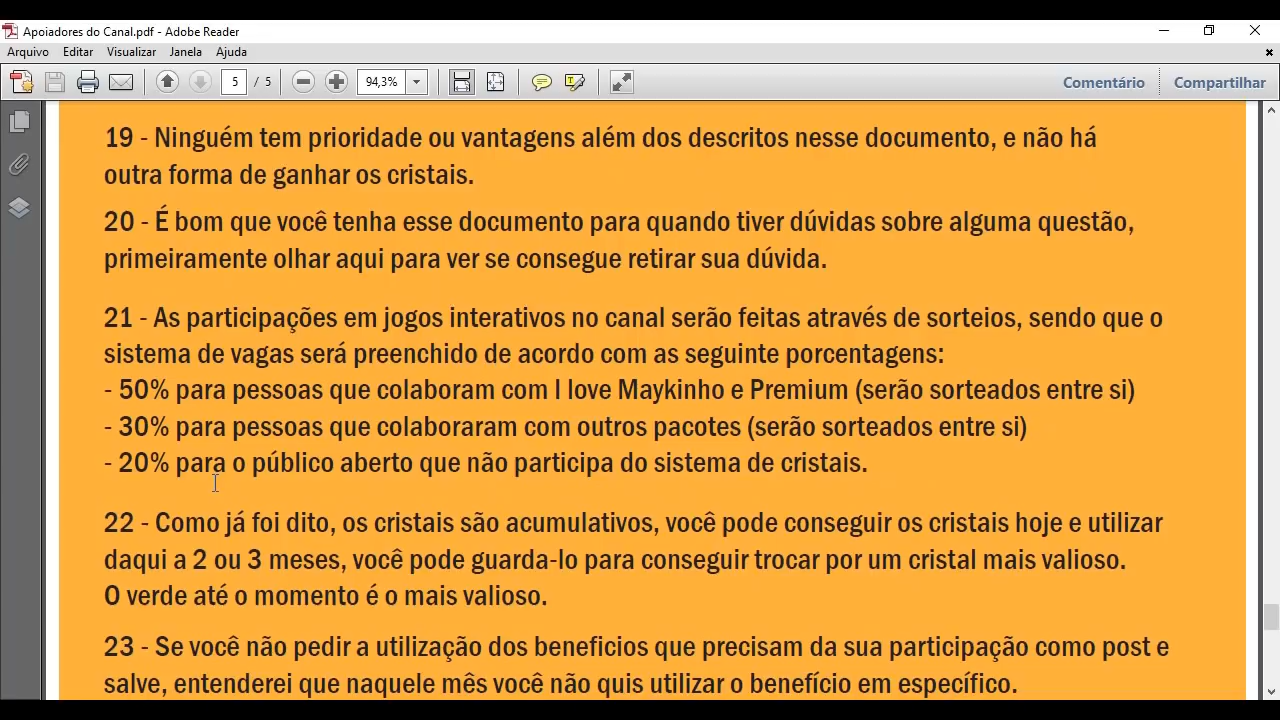 Apoiadores do Canal.pdf - Adobe Reader
Arquivo Editar Visualizar Janela Ajuda
5 / 5 94,3% Comentário Compartilhar
19 - Ninguém tem prioridade ou vantagens além dos descritos nesse documento, e não há
outra forma de ganhar os cristais.
20 - É bom que você tenha esse documento para quando tiver dúvidas sobre alguma questão,
primeiramente olhar aqui para ver se consegue retirar sua dúvida.
21 - As participações em jogos interativos no canal serão feitas através de sorteios, sendo que o
sistema de vagas será preenchido de acordo com as seguinte porcentagens:
- 50% para pessoas que colaboram com I love Maykinho e Premium (serão sorteados entre si)
- 30% para pessoas que colaboraram com outros pacotes (serão sorteados entre si)
- 20% para o público aberto que não participa do sistema de cristais.
22 - Como já foi dito, os cristais são acumulativos, você pode conseguir os cristais hoje e utilizar
daqui a 2 ou 3 meses, você pode guarda-lo para conseguir trocar por um cristal mais valioso.
O verde até o momento é o mais valioso.
23 - Se você não pedir a utilização dos beneficios que precisam da sua participação como post e
salve, entenderei que naquele mês você não quis utilizar o benefício em específico.